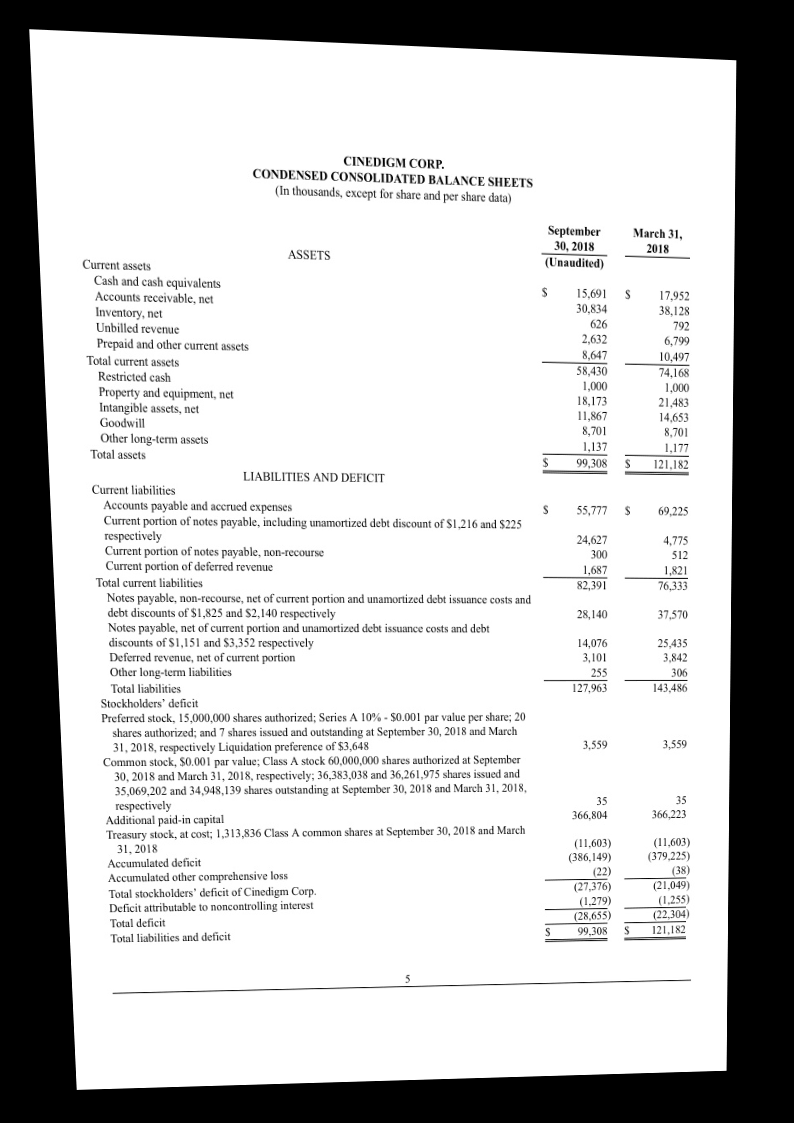 CINEDIGM CORP.
CONDENSED CONSOLIDATED BALANCE SHEETS
(In thousands, except for share and per share data)
September 30, 2018 March 31, 2018
ASSETS (Unaudited)
Current assets
Cash and cash equivalents $ 15,691 $ 17,952
Accounts receivable, net 30,834 38,128
Inventory, net 626 792
Unbilled revenue 2,632 6,799
Prepaid and other current assets 8,647 10,497
Total current assets 58,430 74,168
Restricted cash 1,000 1,000
Property and equipment, net 18,173 21,483
Intangible assets, net 11,867 14,653
Goodwill 8,701 8,701
Other long-term assets 1,137 1,177
Total assets $ 99,308 $ 121,182
LIABILITIES AND DEFICIT
Current liabilities
Accounts payable and accrued expenses $ 55,777 $ 69,225
Current portion of notes payable, including unamortized debt discount of $1,216 and $225
respectively 24,627 4,775
Current portion of notes payable, non-recourse 300 512
Current portion of deferred revenue 1,687 1,821
Total current liabilities 82,391 76,333
Notes payable, non-recourse, net of current portion and unamortized debt issuance costs and
debt discounts of $1,825 and $2,140 respectively 28,140 37,570
Notes payable, net of current portion and unamortized debt issuance costs and debt
discounts of $1,151 and $3,352 respectively 14,076 25,435
Deferred revenue, net of current portion 3,101 3,842
Other long-term liabilities 255 306
Total liabilities 127,963 143,486
Stockholders’ deficit
Preferred stock, 15,000,000 shares authorized; Series A 10% - $0.001 par value per share; 20
shares authorized; and 7 shares issued and outstanding at September 30, 2018 and March
31, 2018, respectively Liquidation preference of $3,648 3,559 3,559
Common stock, $0.001 par value; Class A stock 60,000,000 shares authorized at September
30, 2018 and March 31, 2018, respectively; 36,383,038 and 36,261,975 shares issued and
35,069,202 and 34,948,139 shares outstanding at September 30, 2018 and March 31, 2018,
respectively 35 35
Additional paid-in capital 366,804 366,223
Treasury stock, at cost; 1,313,836 Class A common shares at September 30, 2018 and March
31, 2018 (11,603) (11,603)
Accumulated deficit (386,149) (379,225)
Accumulated other comprehensive loss (22) (38)
Total stockholders’ deficit of Cinedigm Corp. (27,376) (21,049)
Deficit attributable to noncontrolling interest (1,279) (1,255)
Total deficit (28,655) (22,304)
Total liabilities and deficit $ 99,308 $ 121,182
5